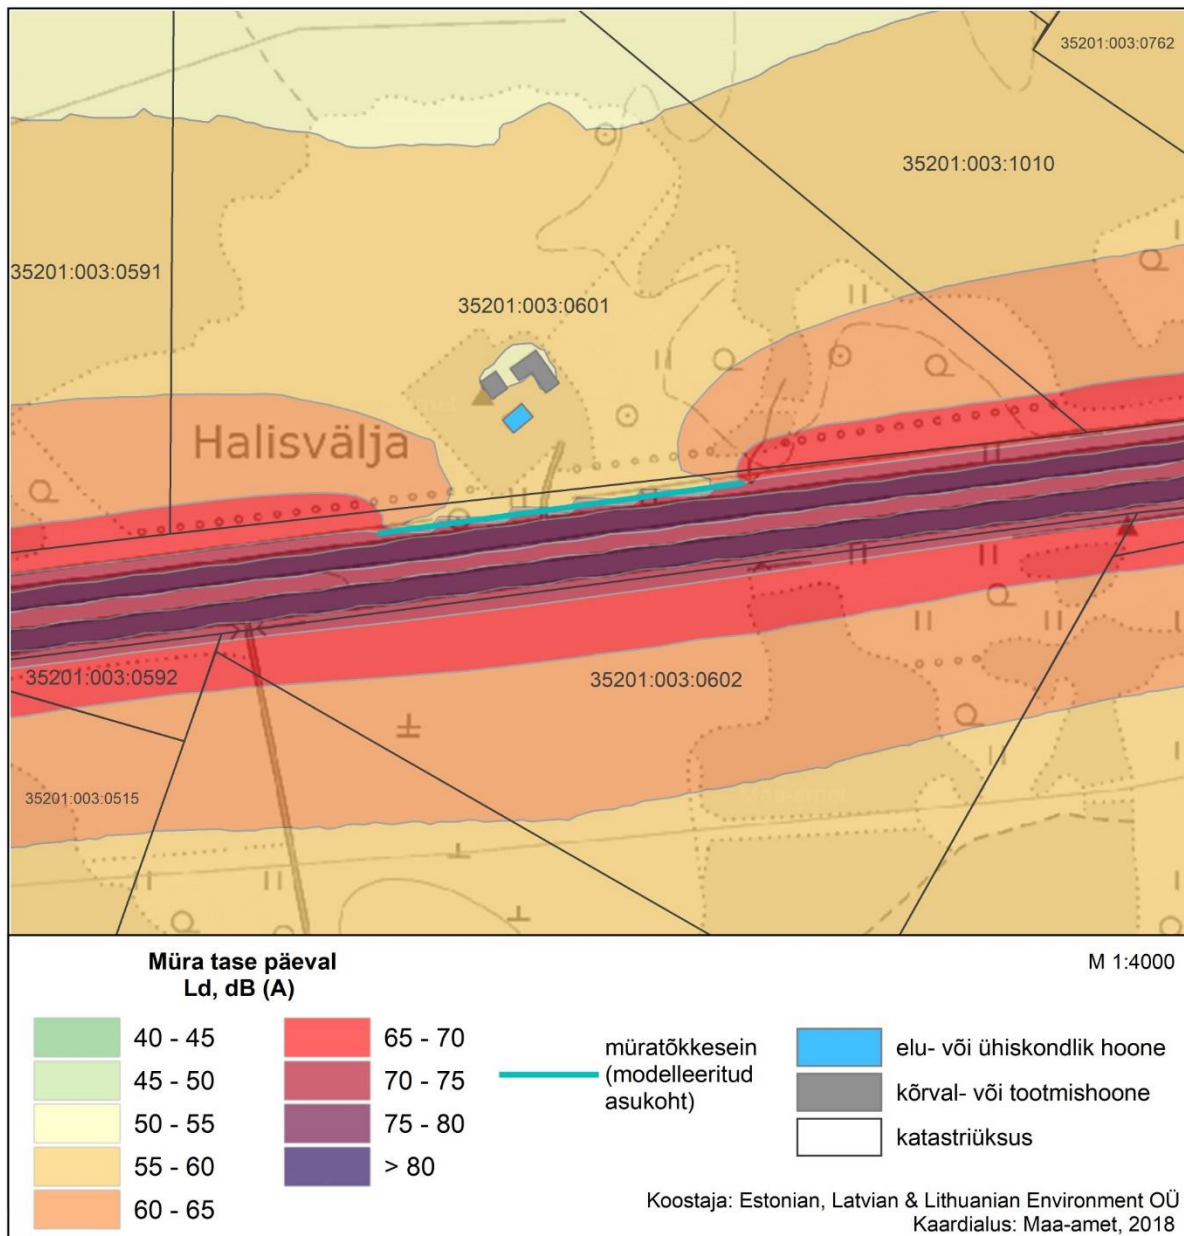 35201:003:0762
35201:003:1010
35201:003:0591
35201:003:0601
Halisvälja
35201:003:0592
35201:003:0602
35201:003:0515
Maa-amet
Müra tase päeval
Ld, dB (A)
M 1:4000
40 - 45
45 - 50
50 - 55
55 - 60
60 - 65
65 - 70
70 - 75
75 - 80
> 80
müratõkkesein
(modelleeritud
asukoht)
elu- või ühiskondlik hoone
kõrval- või tootmishoone
katastriüksus
Koostaja: Estonian, Latvian & Lithuanian Environment OÜ
Kaardialus: Maa-amet, 2018